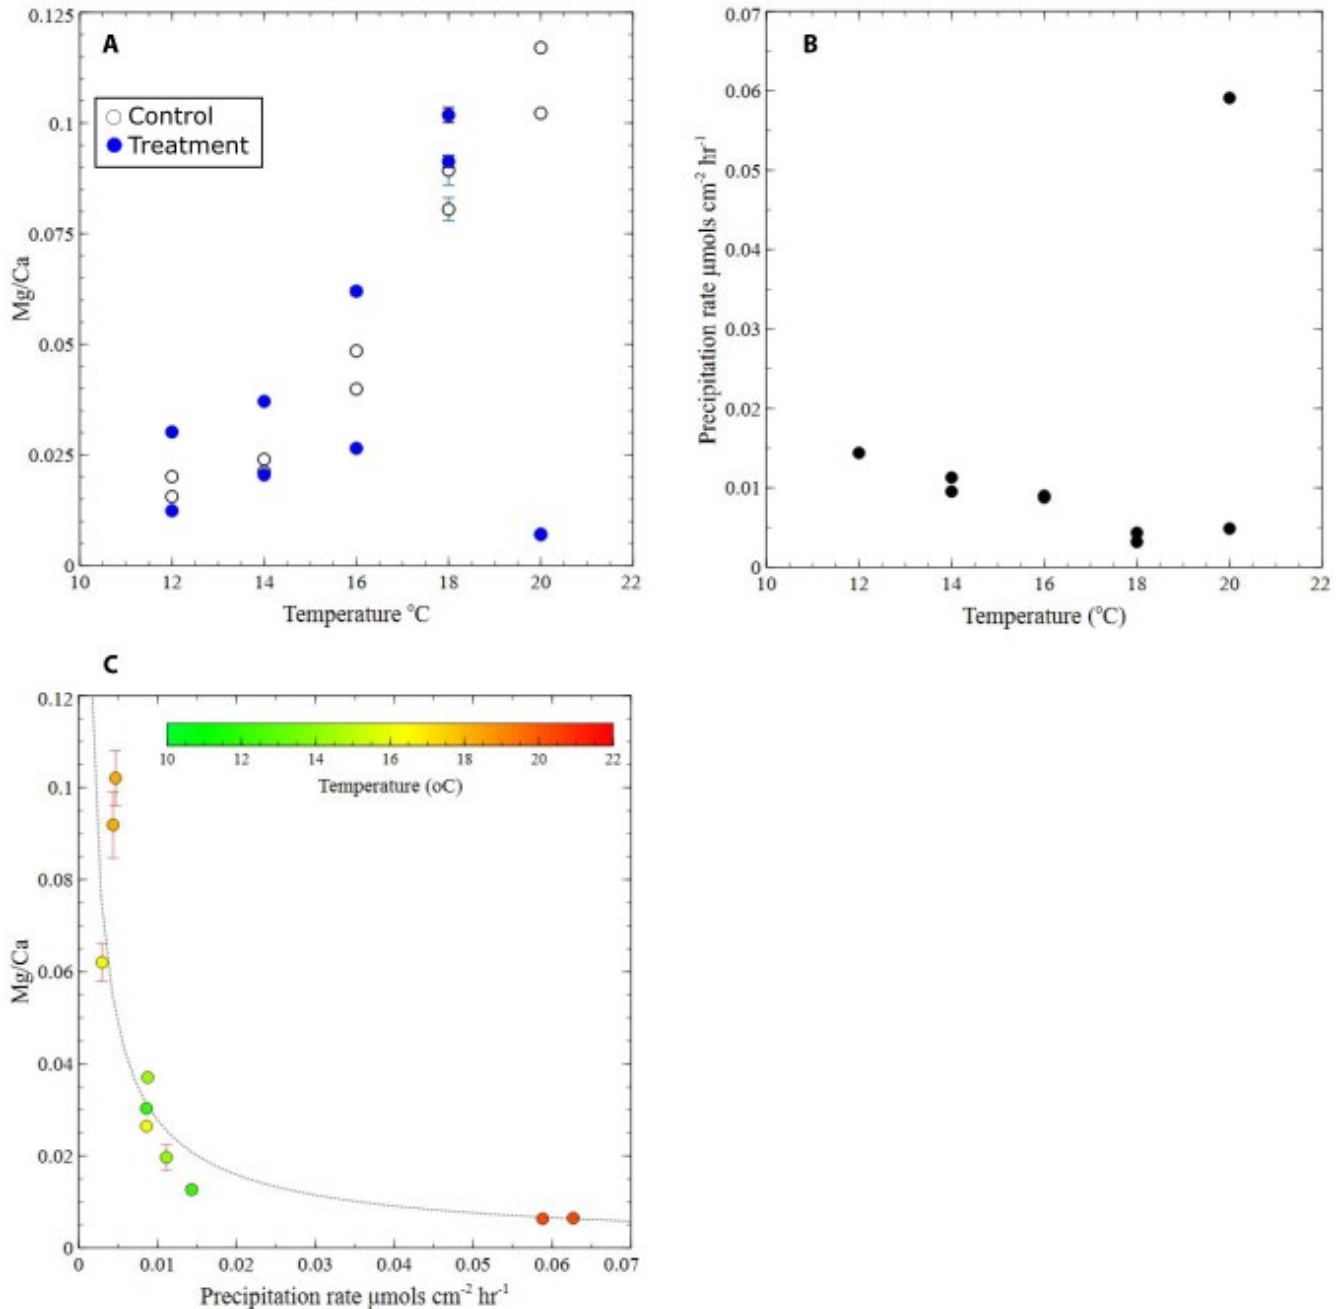 A
0.125
0.1
0.075
0.05
0.025
0
Mg/Ca
Control
Treatment
10 12 14 16 18 20 22
Temperature °C
B
0.07
0.06
0.05
0.04
0.03
0.02
0.01
0
Precipitation rate μmols cm⁻² hr⁻¹
10 12 14 16 18 20 22
Temperature (°C)
C
0.12
0.1
0.08
0.06
0.04
0.02
0
Mg/Ca
10 12 14 16 18 20 22
Temperature (oC)
0 0.01 0.02 0.03 0.04 0.05 0.06 0.07
Precipitation rate μmols cm⁻² hr⁻¹